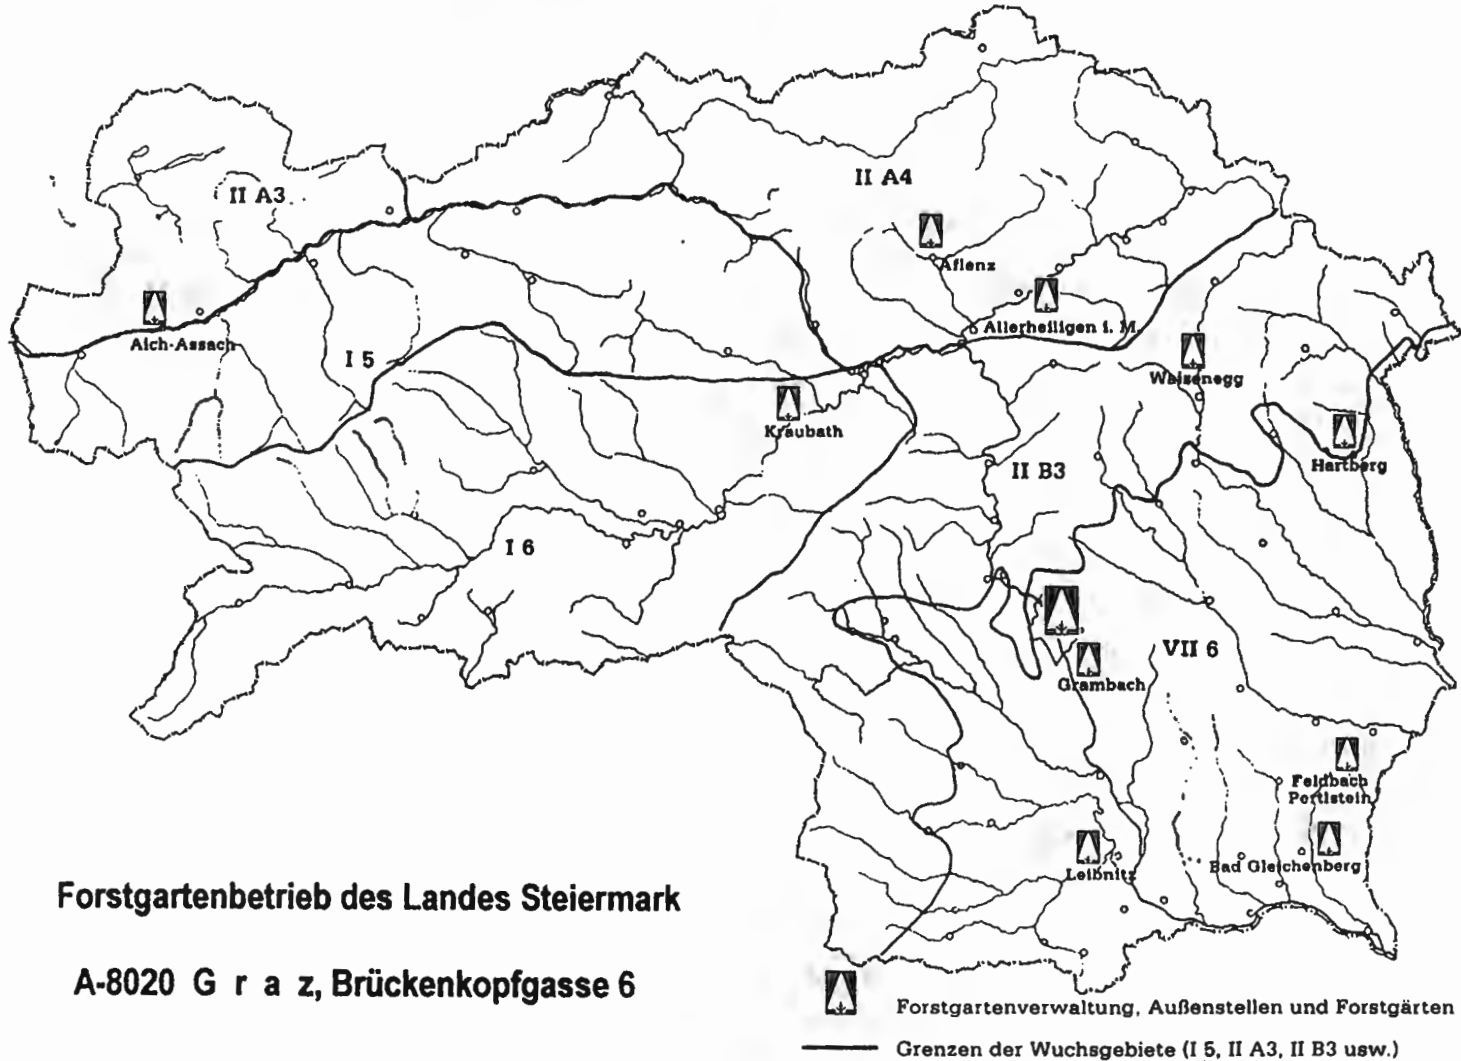 II A3
II A4
Aflenz
Allerheiligen i. M.
Aich-Assach
I 5
Waisenegg
Kraubath
Hartberg
II B3
I 6
VII 6
Grambach
Feldbach
Pertlstein
Leibnitz
Bad Gleichenberg
Forstgartenbetrieb des Landes Steiermark
A-8020 G r a z, Brückenkopfgasse 6
Forstgartenverwaltung, Außenstellen und Forstgärten
Grenzen der Wuchsgebiete (I 5, II A3, II B3 usw.)